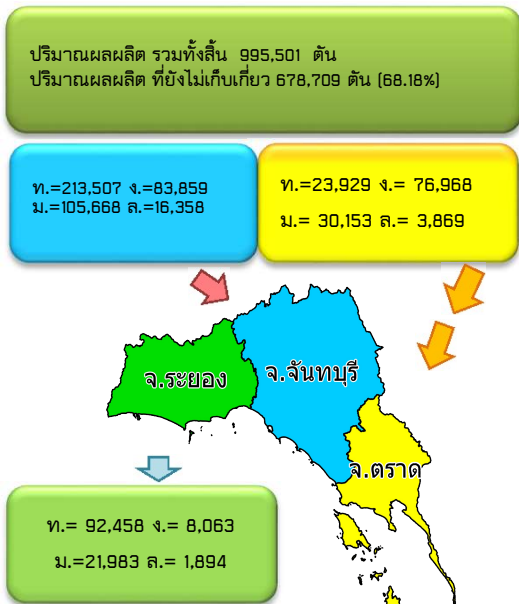 ปริมาณผลผลิต รวมทั้งสิ้น 995,501 ตัน
ปริมาณผลผลิต ที่ยังไม่เก็บเกี่ยว 678,709 ตัน (68.18%)
ท.=213,507 ง.=83,859
ม.=105,668 ล.=16,358
ท.=23,929 ง.= 76,968
ม.= 30,153 ล.= 3,869
จ.ระยอง
จ.จันทบุรี
จ.ตราด
ท.= 92,458 ง.= 8,063
ม.=21,983 ล.= 1,894